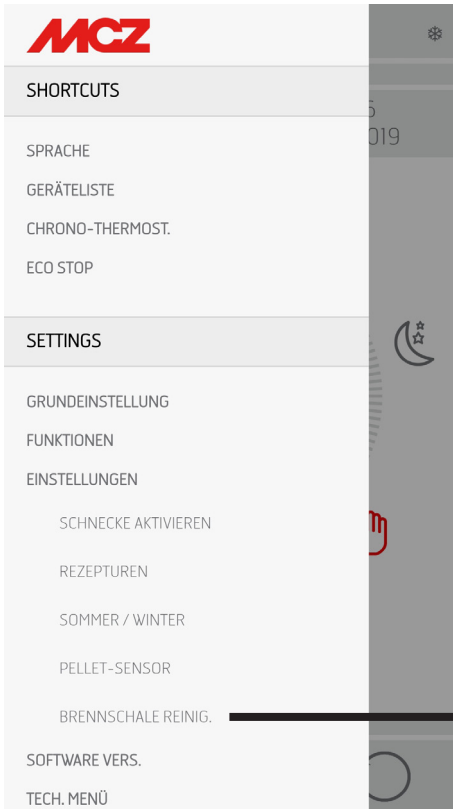 MCZ
SHORTCUTS
SPRACHE
GERÄTELISTE
CHRONO-THERMOST.
ECO STOP
SETTINGS
GRUNDEINSTELLUNG
FUNKTIONEN
EINSTELLUNGEN
SCHNECKE AKTIVIEREN
REZEPTUREN
SOMMER / WINTER
PELLET-SENSOR
BRENNSCHALE REINIG.
SOFTWARE VERS.
TECH. MENÜ